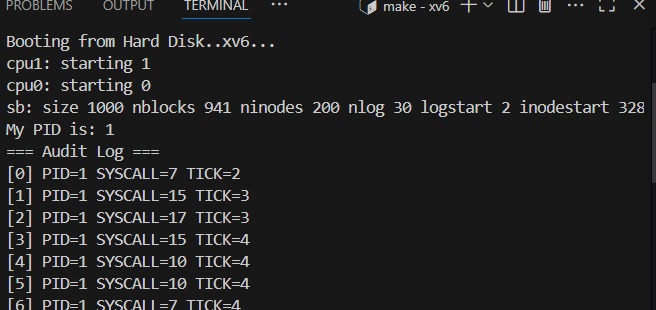 PROBLEMS OUTPUT TERMINAL ... make - xv6
Booting from Hard Disk..xv6...
cpu1: starting 1
cpu0: starting 0
sb: size 1000 nblocks 941 ninodes 200 nlog 30 logstart 2 inodestart 328
My PID is: 1
=== Audit Log ===
[0] PID=1 SYSCALL=7 TICK=2
[1] PID=1 SYSCALL=15 TICK=3
[2] PID=1 SYSCALL=17 TICK=3
[3] PID=1 SYSCALL=15 TICK=4
[4] PID=1 SYSCALL=10 TICK=4
[5] PID=1 SYSCALL=10 TICK=4
[6] PID=1 SYSCALL=7 TICK=4